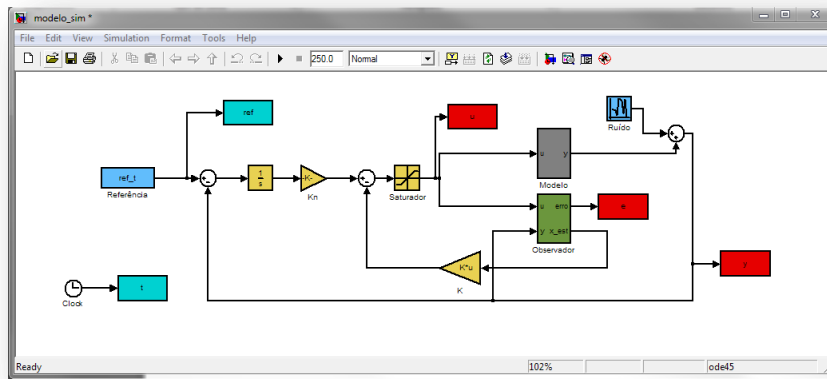 modelo_sim *
File Edit View Simulation Format Tools Help
250.0 Normal
ref
u
Ruído
ref_t
Referência
1
s
-K-
Kn
Saturador
u y
Modelo
u erro
y x_est
Observador
e
K*u
K
y
Clock
t
Ready 102% ode45